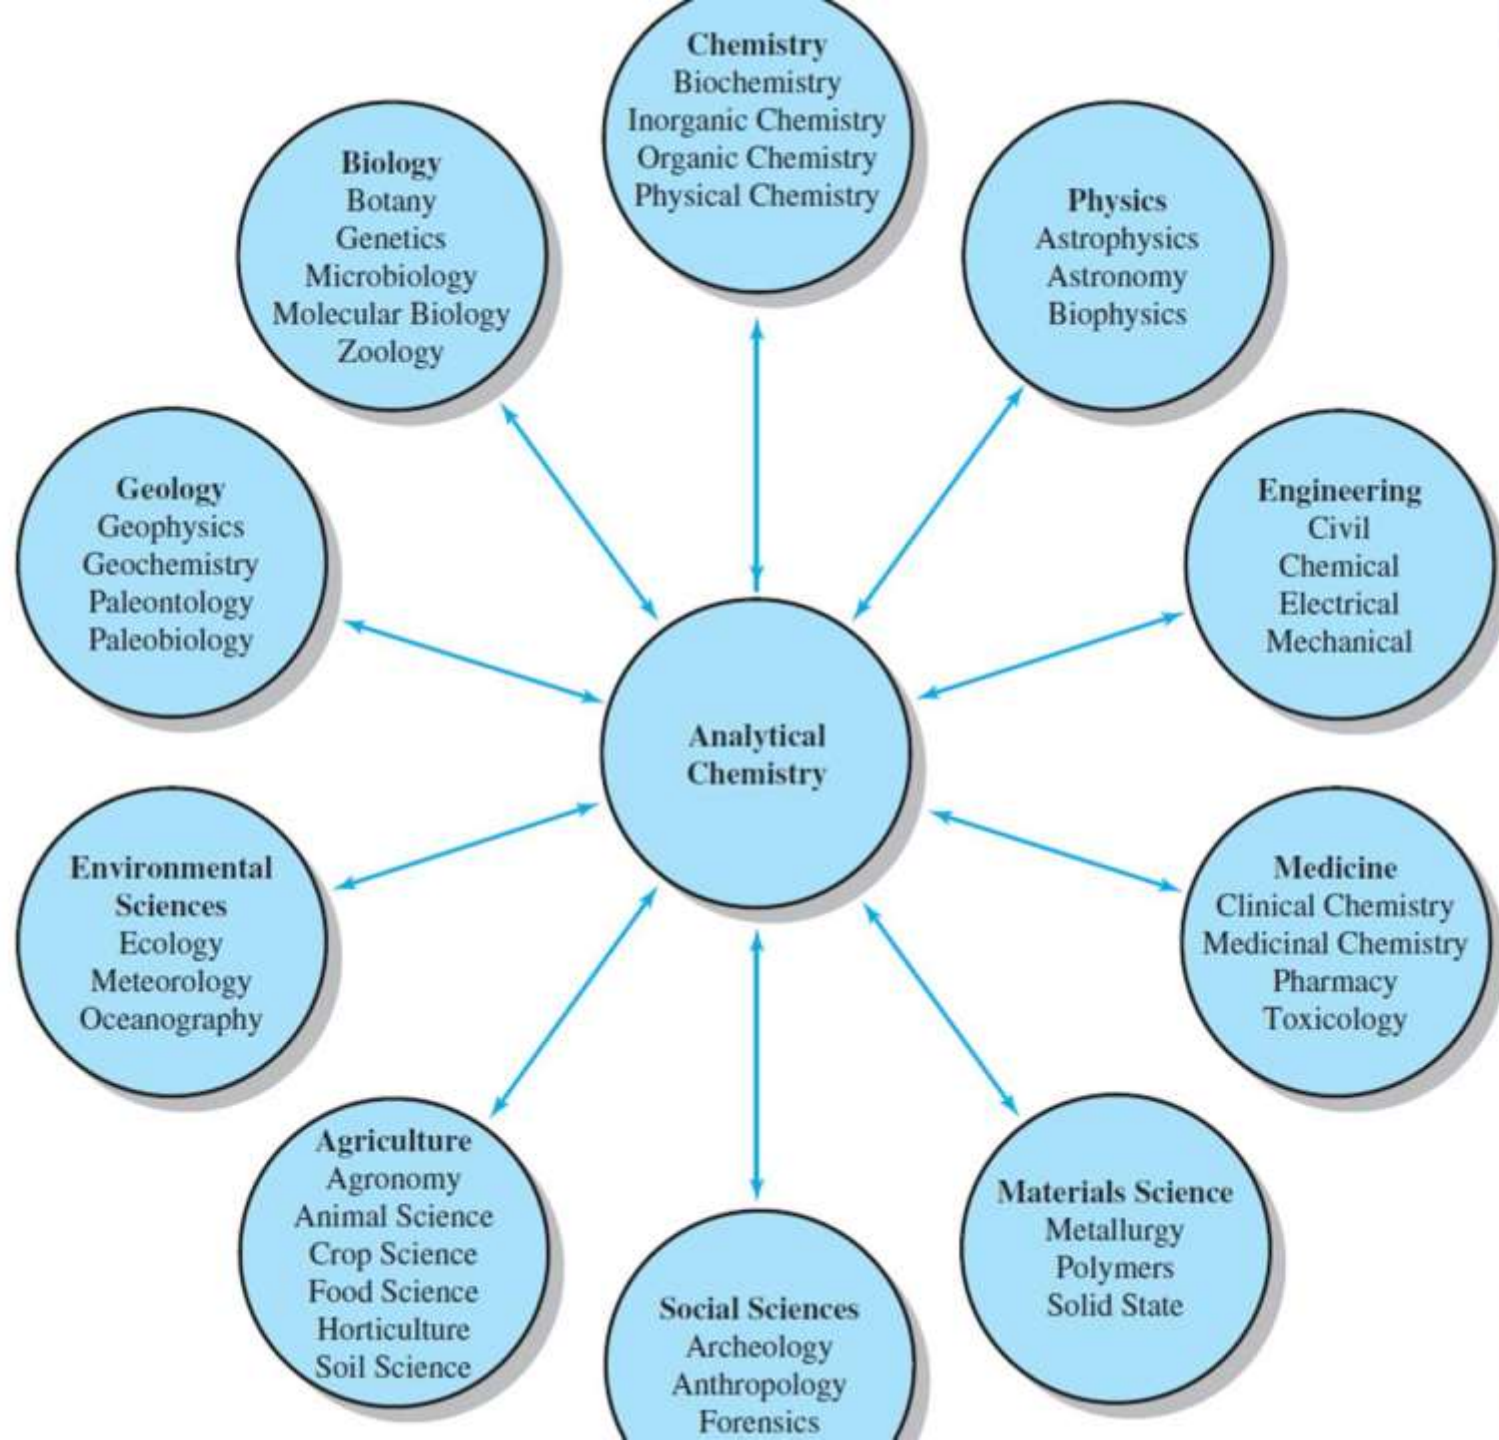 Chemistry
Biochemistry
Inorganic Chemistry
Organic Chemistry
Physical Chemistry
Biology
Botany
Genetics
Microbiology
Molecular Biology
Zoology
Physics
Astrophysics
Astronomy
Biophysics
Geology
Geophysics
Geochemistry
Paleontology
Paleobiology
Engineering
Civil
Chemical
Electrical
Mechanical
Analytical
Chemistry
Environmental
Sciences
Ecology
Meteorology
Oceanography
Medicine
Clinical Chemistry
Medicinal Chemistry
Pharmacy
Toxicology
Agriculture
Agronomy
Animal Science
Crop Science
Food Science
Horticulture
Soil Science
Social Sciences
Archeology
Anthropology
Forensics
Materials Science
Metallurgy
Polymers
Solid State